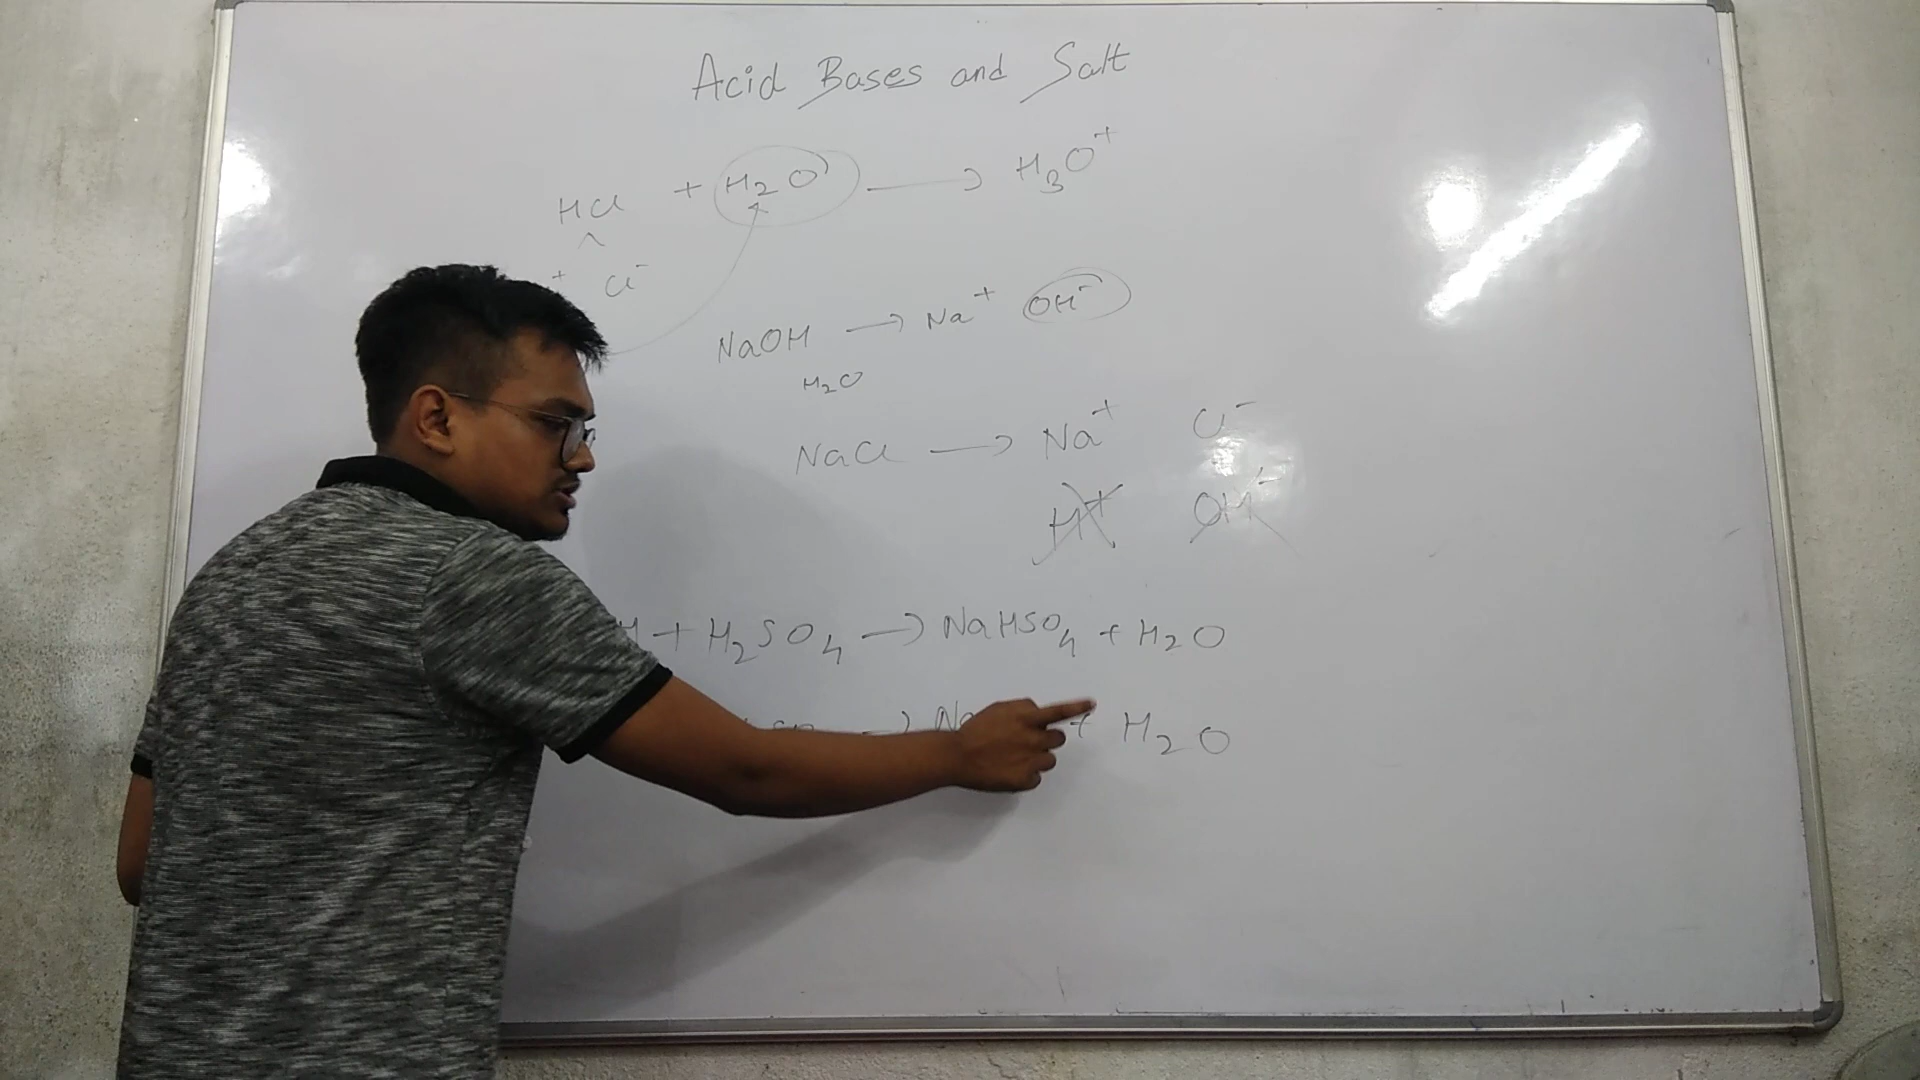 Acid Bases and Salt
HCl + H₂O → H₃O⁺
⁺ Cl⁻
NaOH → Na⁺ OH⁻
H₂O
NaCl → Na⁺ Cl⁻
H⁺ OH⁻
H + H₂SO₄ → NaHSO₄ + H₂O
→ Na + H₂O